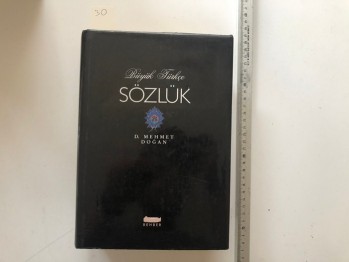 Büyük Türkçe
SÖZLÜK
D. MEHMET
DOĞAN